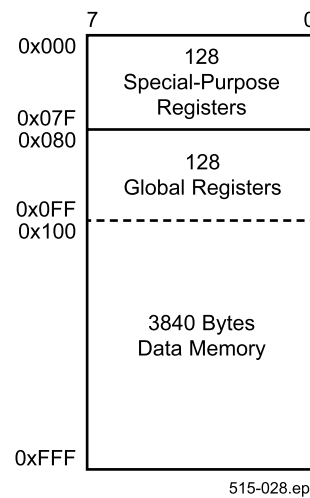 7 0
0x000
128
Special-Purpose
Registers
0x07F
0x080
128
Global Registers
0x0FF
0x100
3840 Bytes
Data Memory
0xFFF
515-028.ep